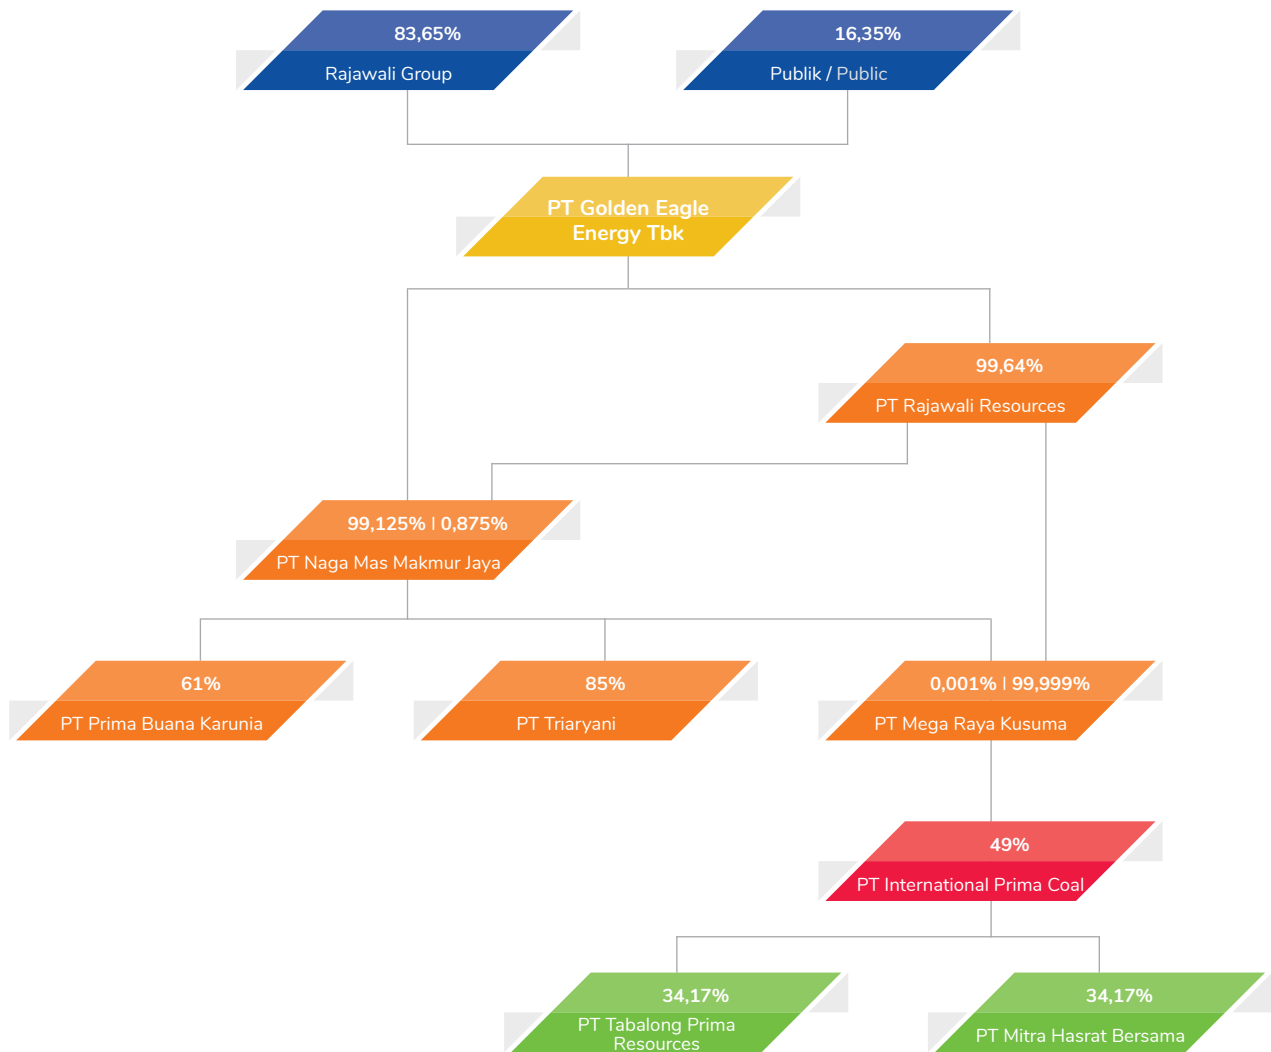 83,65%
Rajawali Group
16,35%
Publik / Public
PT Golden Eagle
Energy Tbk
99,64%
PT Rajawali Resources
99,125% | 0,875%
PT Naga Mas Makmur Jaya
61%
PT Prima Buana Karunia
85%
PT Triaryani
0,001% | 99,999%
PT Mega Raya Kusuma
49%
PT International Prima Coal
34,17%
PT Tabalong Prima
Resources
34,17%
PT Mitra Hasrat Bersama